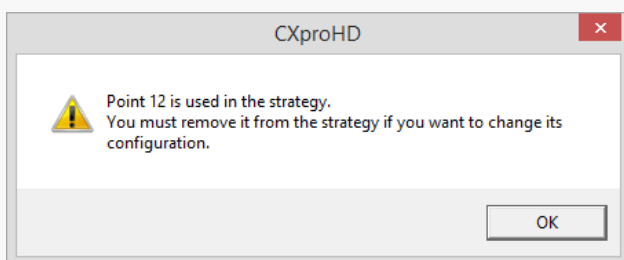 CXproHD
Point 12 is used in the strategy.
You must remove it from the strategy if you want to change its
configuration.
OK